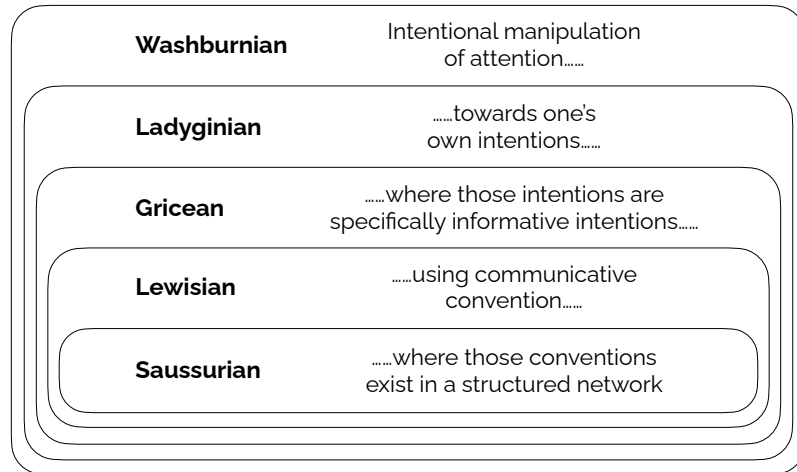 Washburnian
Intentional manipulation
of attention......
Ladyginian
......towards one’s
own intentions......
Gricean
......where those intentions are
specifically informative intentions......
Lewisian
......using communicative
convention......
Saussurian
......where those conventions
exist in a structured network